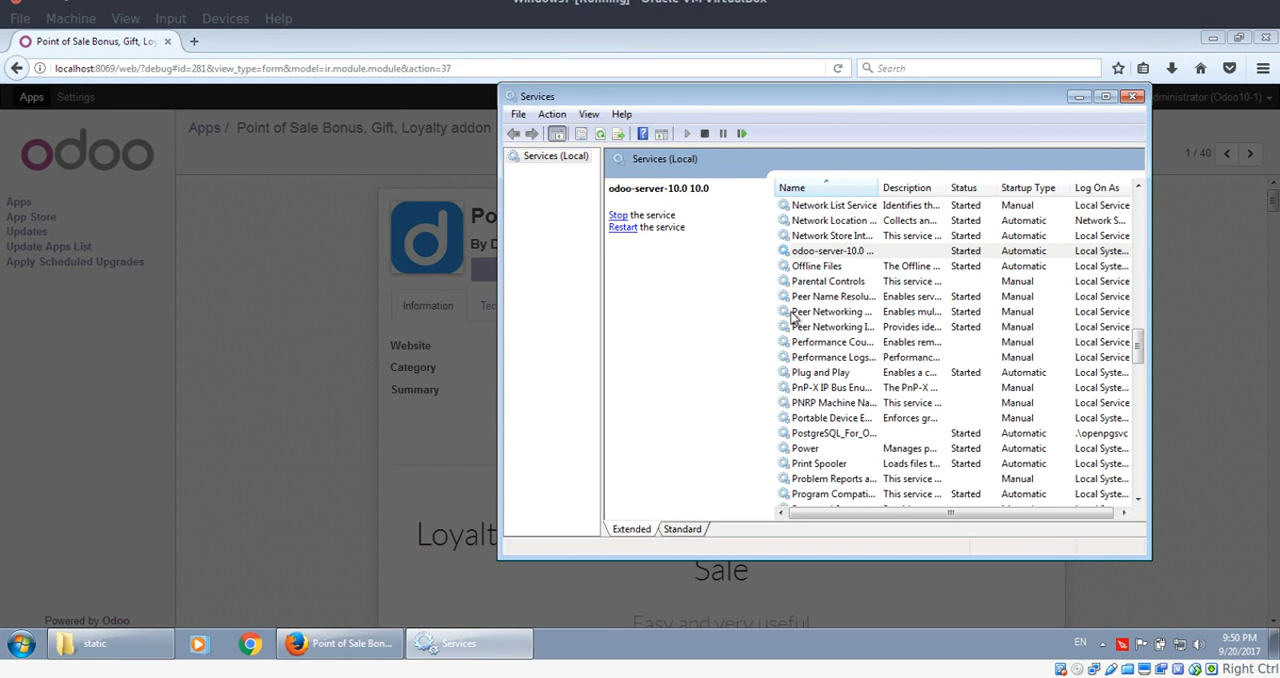 Windows7 [Running] - Oracle VM VirtualBox
File Machine View Input Devices Help
Point of Sale Bonus, Gift, Loy
localhost:8069/web/?debug#id=281&view_type=form&model=ir.module.module&action=37
Search
Apps Settings
dministrator (Odoo10-1)
odoo
Apps / Point of Sale Bonus, Gift, Loyalty addon
1 / 40
Apps
App Store
Updates
Update Apps List
Apply Scheduled Upgrades
d
Po
By D
Information Tec
Website
Category
Summary
Loyalt
Sale
Easy and very useful
Powered by Odoo
Services
File Action View Help
Services (Local)
Services (Local)
odoo-server-10.0 10.0
Stop the service
Restart the service
Name Description Status Startup Type Log On As
Network List Service Identifies th... Started Manual Local Service
Network Location ... Collects an... Started Automatic Network S...
Network Store Int... This service ... Started Automatic Local Service
odoo-server-10.0 ... Started Automatic Local Syste...
Offline Files The Offline ... Started Automatic Local Syste...
Parental Controls This service ... Manual Local Service
Peer Name Resolu... Enables serv... Started Manual Local Service
Peer Networking ... Enables mul... Started Manual Local Service
Peer Networking I... Provides ide... Started Manual Local Service
Performance Cou... Enables rem... Manual Local Service
Performance Logs... Performanc... Manual Local Service
Plug and Play Enables a c... Started Automatic Local Syste...
PnP-X IP Bus Enu... The PnP-X ... Manual Local Syste...
PNRP Machine Na... This service ... Manual Local Service
Portable Device E... Enforces gr... Manual Local Syste...
PostgreSQL_For_O... Started Automatic .\openpgsvc
Power Manages p... Started Automatic Local Syste...
Print Spooler Loads files t... Started Automatic Local Syste...
Problem Reports a... This service ... Manual Local Syste...
Program Compati... This service ... Started Automatic Local Syste...
Extended Standard
static
Point of Sale Bon...
Services
EN
9:50 PM
9/20/2017
Right Ctrl